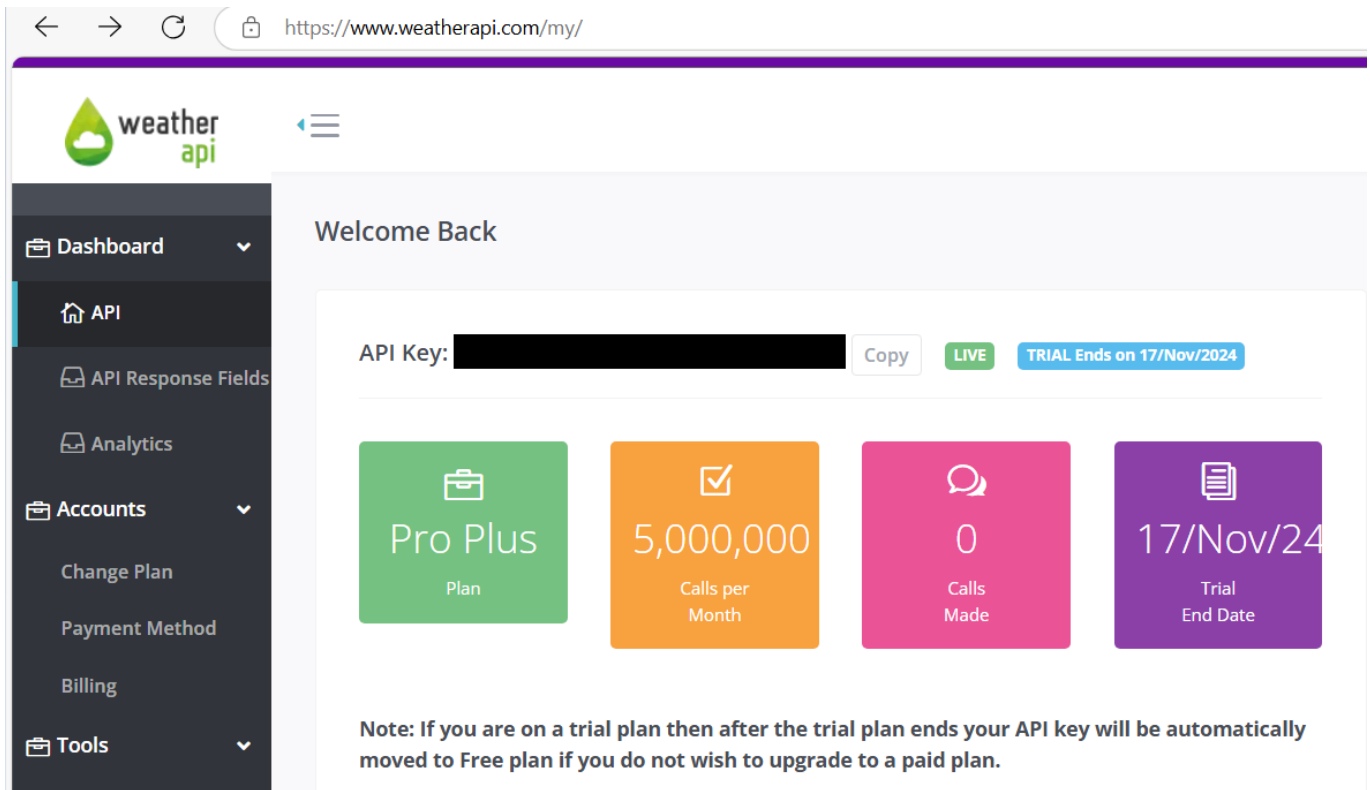 https://www.weatherapi.com/my/
weather
api
Dashboard
API
API Response Fields
Analytics
Accounts
Change Plan
Payment Method
Billing
Tools
Welcome Back
API Key:
Copy
LIVE
TRIAL Ends on 17/Nov/2024
Pro Plus
Plan
5,000,000
Calls per
Month
0
Calls
Made
17/Nov/24
Trial
End Date
Note: If you are on a trial plan then after the trial plan ends your API key will be automatically
moved to Free plan if you do not wish to upgrade to a paid plan.